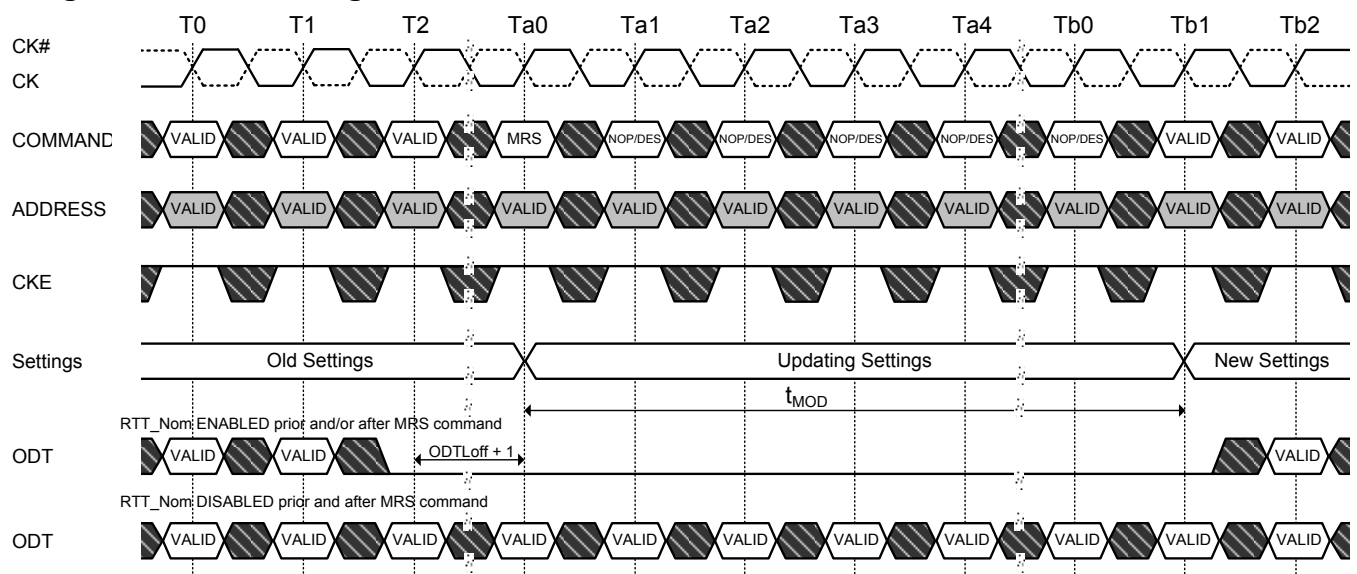 T0 T1 T2 Ta0 Ta1 Ta2 Ta3 Ta4 Tb0 Tb1 Tb2
CK#
CK
COMMAND VALID VALID VALID MRS NOP/DES NOP/DES NOP/DES NOP/DES NOP/DES VALID VALID
ADDRESS VALID VALID VALID VALID VALID VALID VALID VALID VALID VALID VALID
CKE
Settings Old Settings Updating Settings New Settings
tMOD
RTT_Nom ENABLED prior and/or after MRS command
ODT VALID VALID ODTLoff + 1 VALID
RTT_Nom DISABLED prior and after MRS command
ODT VALID VALID VALID VALID VALID VALID VALID VALID VALID VALID VALID